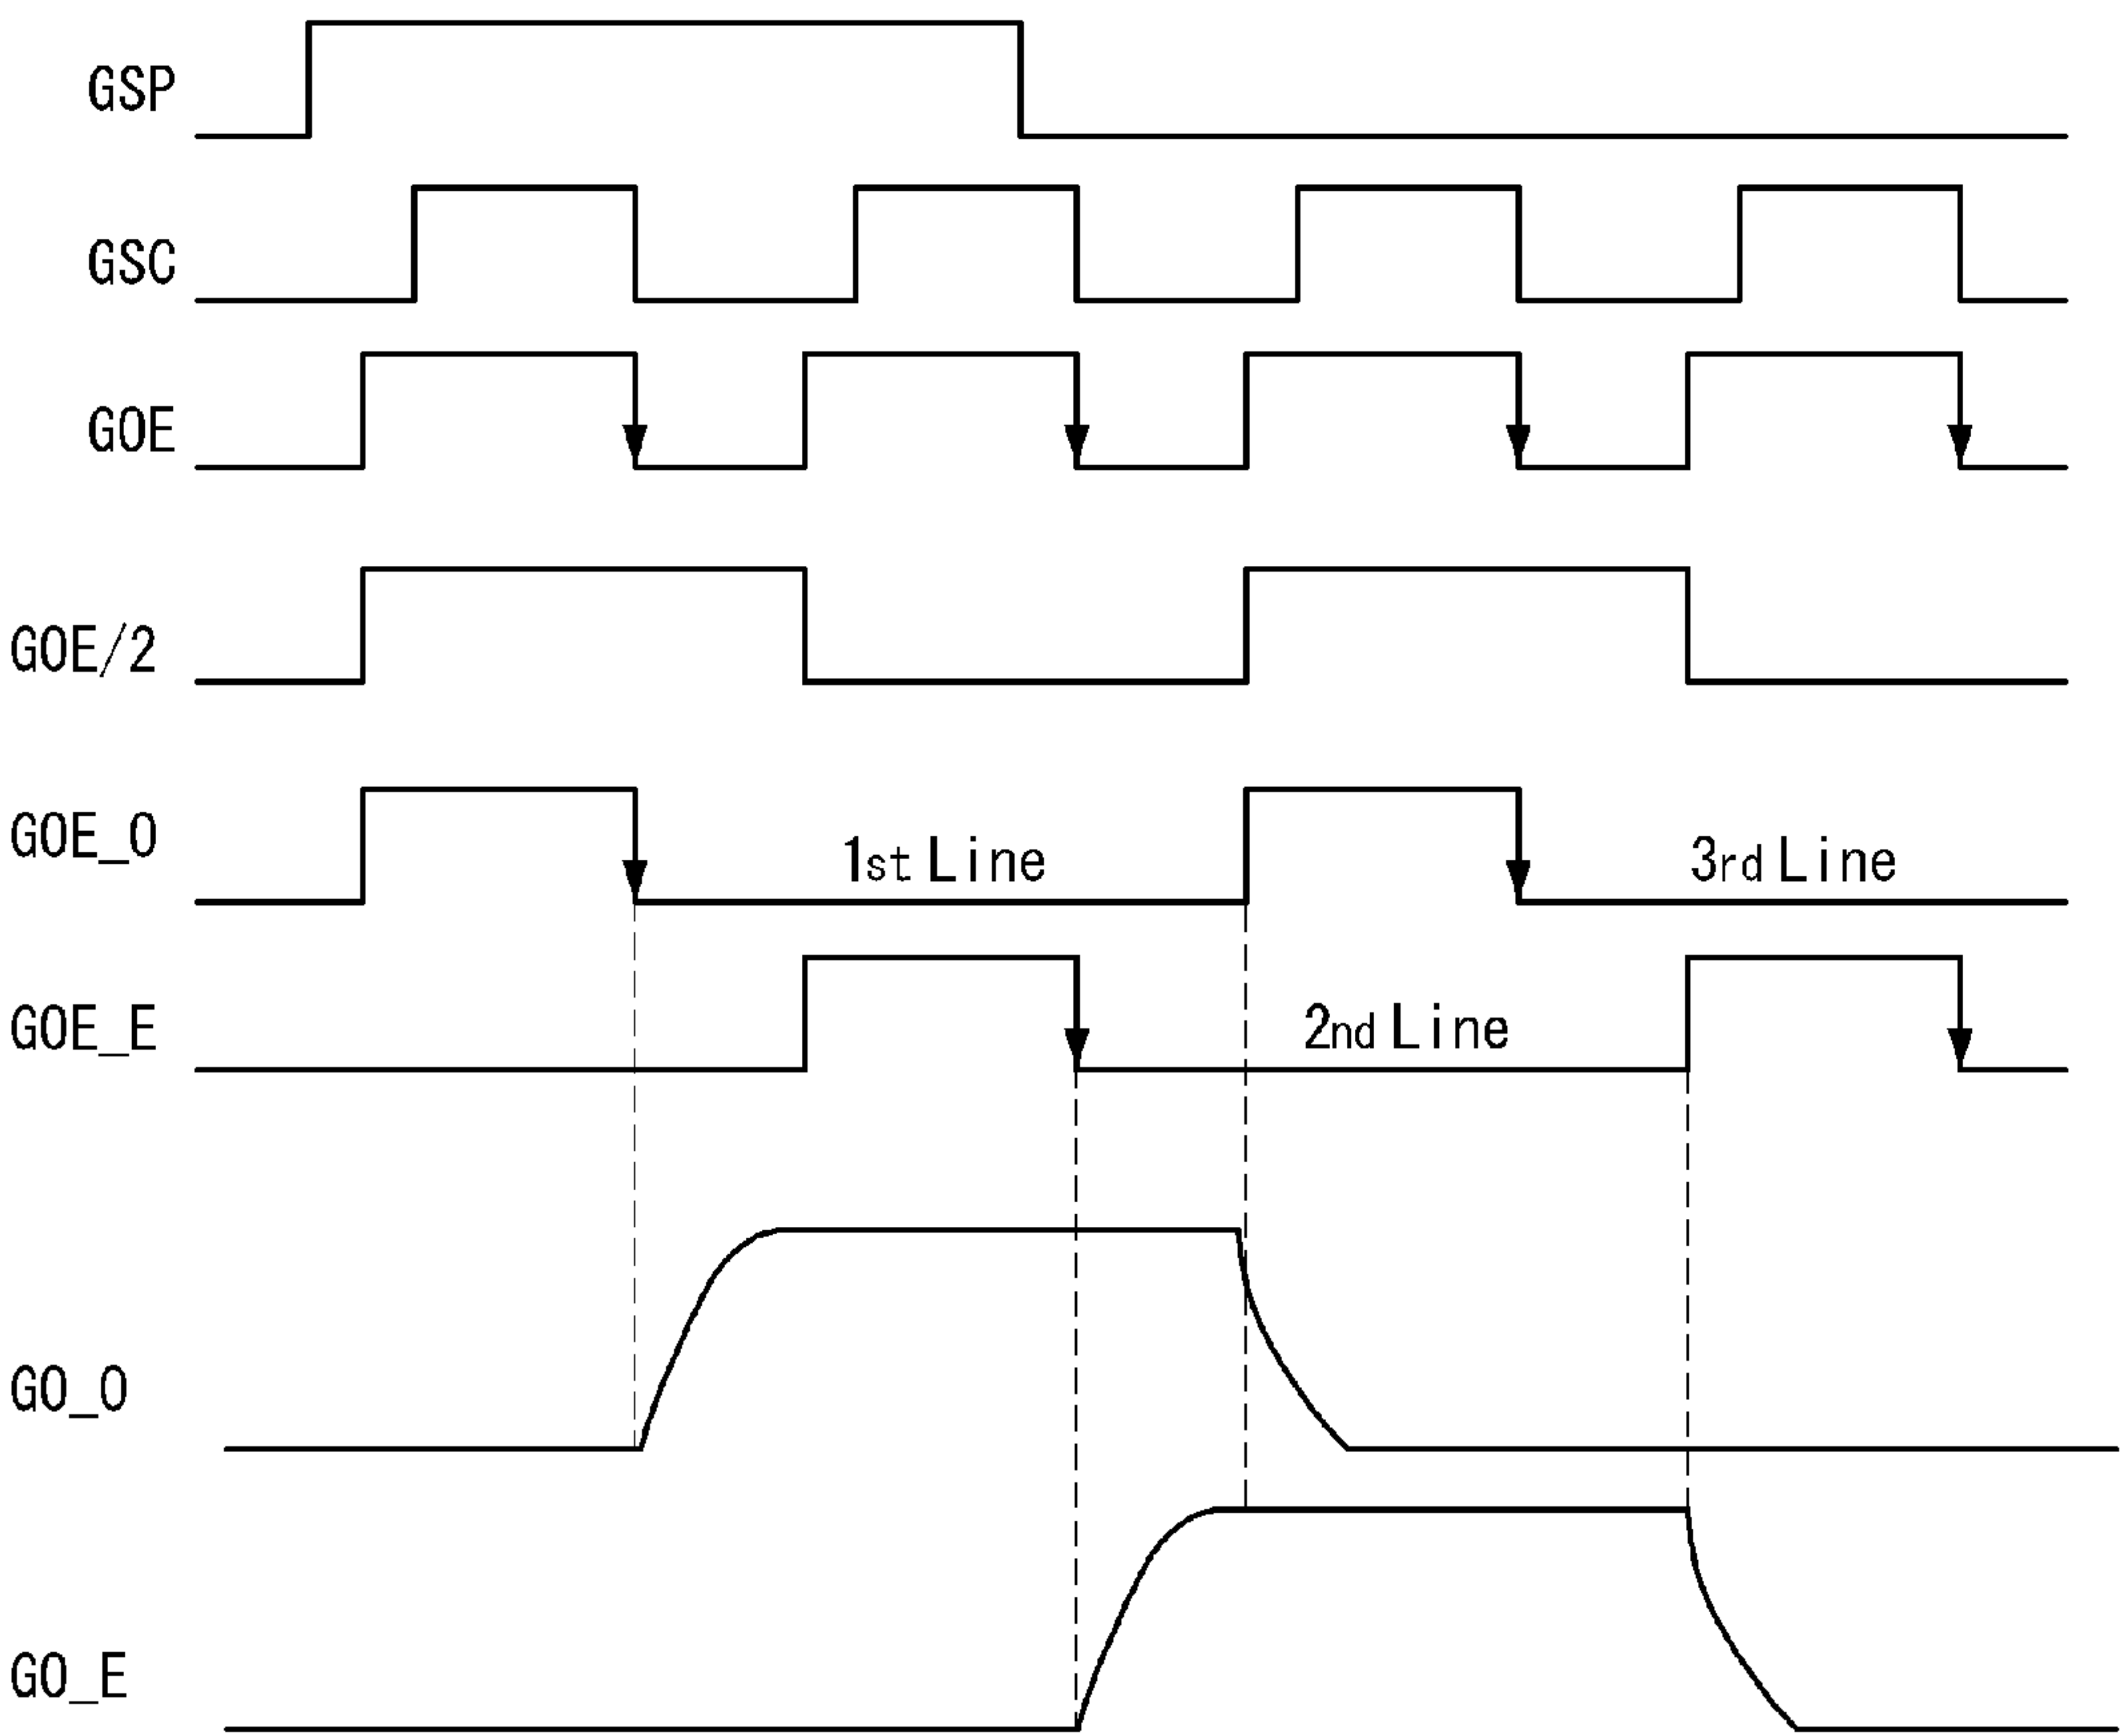 GSP
GSC
GOE
GOE/2
GOE_O 1st Line 3rd Line
GOE_E 2nd Line
GO_O
GO_E